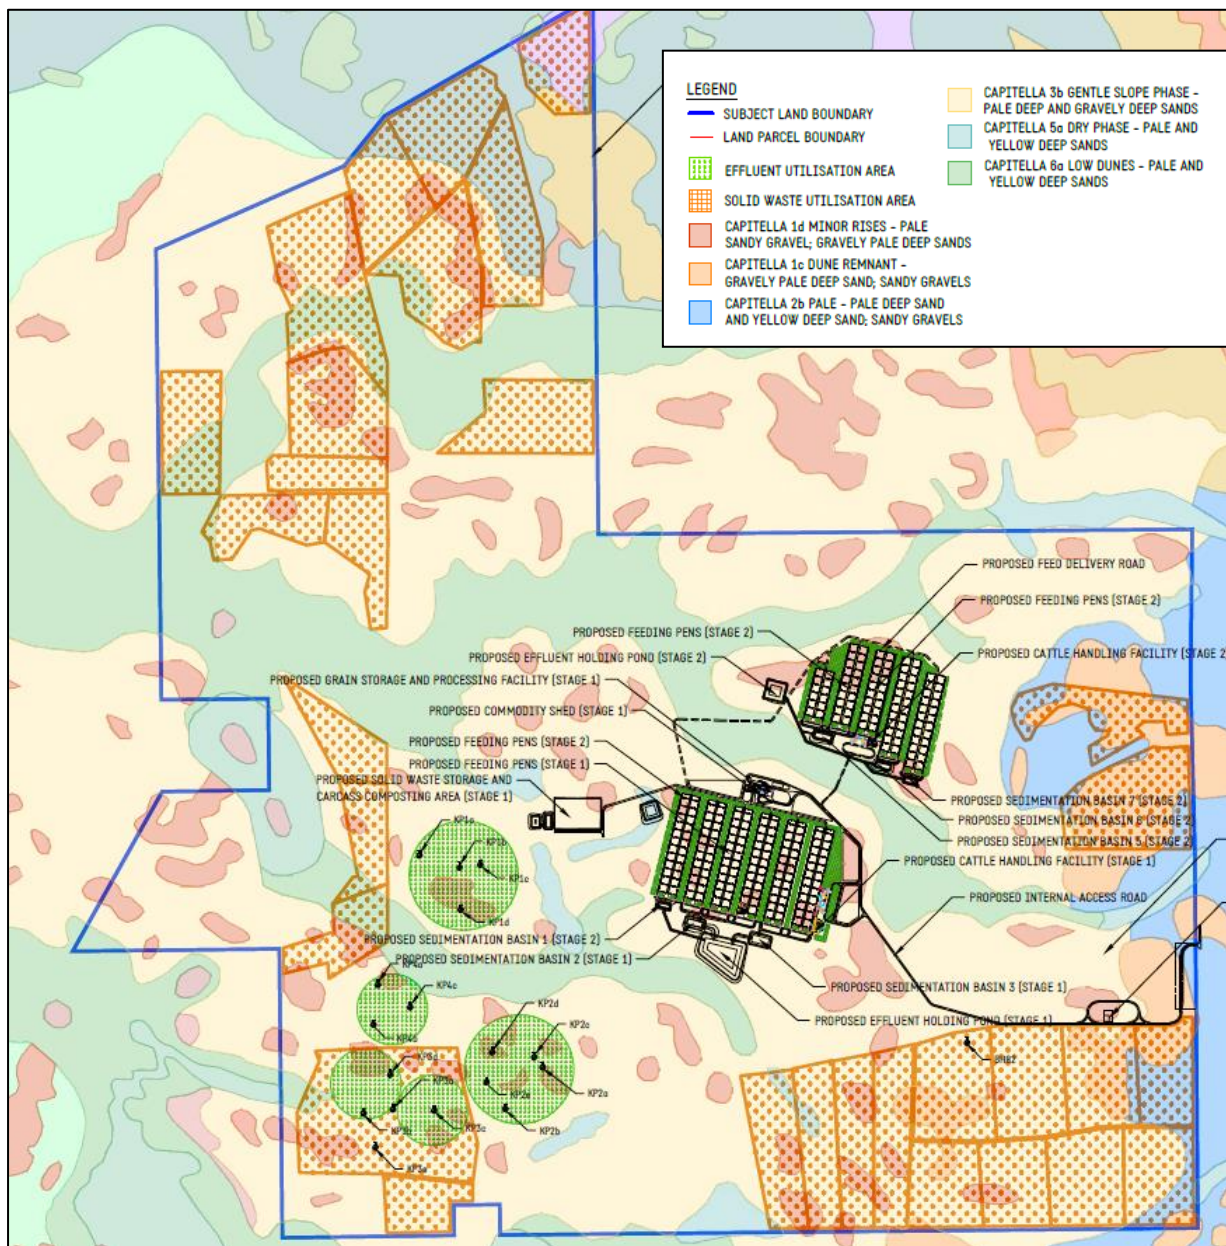 LEGEND
SUBJECT LAND BOUNDARY
LAND PARCEL BOUNDARY
EFFLUENT UTILISATION AREA
SOLID WASTE UTILISATION AREA
CAPITELLA 1d MINOR RISES - PALE
SANDY GRAVEL; GRAVELY PALE DEEP SANDS
CAPITELLA 1c DUNE REMNANT -
GRAVELY PALE DEEP SAND; SANDY GRAVELS
CAPITELLA 2b PALE - PALE DEEP SAND
AND YELLOW DEEP SAND; SANDY GRAVELS
CAPITELLA 3b GENTLE SLOPE PHASE -
PALE DEEP AND GRAVELY DEEP SANDS
CAPITELLA 5a DRY PHASE - PALE AND
YELLOW DEEP SANDS
CAPITELLA 6a LOW DUNES - PALE AND
YELLOW DEEP SANDS
PROPOSED FEED DELIVERY ROAD
PROPOSED FEEDING PENS (STAGE 2)
PROPOSED FEEDING PENS (STAGE 2)
PROPOSED CATTLE HANDLING FACILITY (STAGE 2
PROPOSED EFFLUENT HOLDING POND (STAGE 2)
PROPOSED GRAIN STORAGE AND PROCESSING FACILITY (STAGE 1)
PROPOSED COMMODITY SHED (STAGE 1)
PROPOSED FEEDING PENS (STAGE 2)
PROPOSED FEEDING PENS (STAGE 1)
PROPOSED SOLID WASTE STORAGE AND
CARCASS COMPOSTING AREA (STAGE 1)
PROPOSED SEDIMENTATION BASIN 7 (STAGE 2)
PROPOSED SEDIMENTATION BASIN 6 (STAGE 2)
PROPOSED SEDIMENTATION BASIN 5 (STAGE 2)
PROPOSED CATTLE HANDLING FACILITY (STAGE 1)
PROPOSED INTERNAL ACCESS ROAD
KP1a
KP1b
KP1c
KP1d
PROPOSED SEDIMENTATION BASIN 1 (STAGE 2)
PROPOSED SEDIMENTATION BASIN 2 (STAGE 1)
PROPOSED SEDIMENTATION BASIN 3 (STAGE 1)
PROPOSED EFFLUENT HOLDING POND (STAGE 1)
KP4a
KP4c
KP4b
KP2d
KP2c
KP2a
KP2e
KP2b
KP3d
KP3c
KP3a